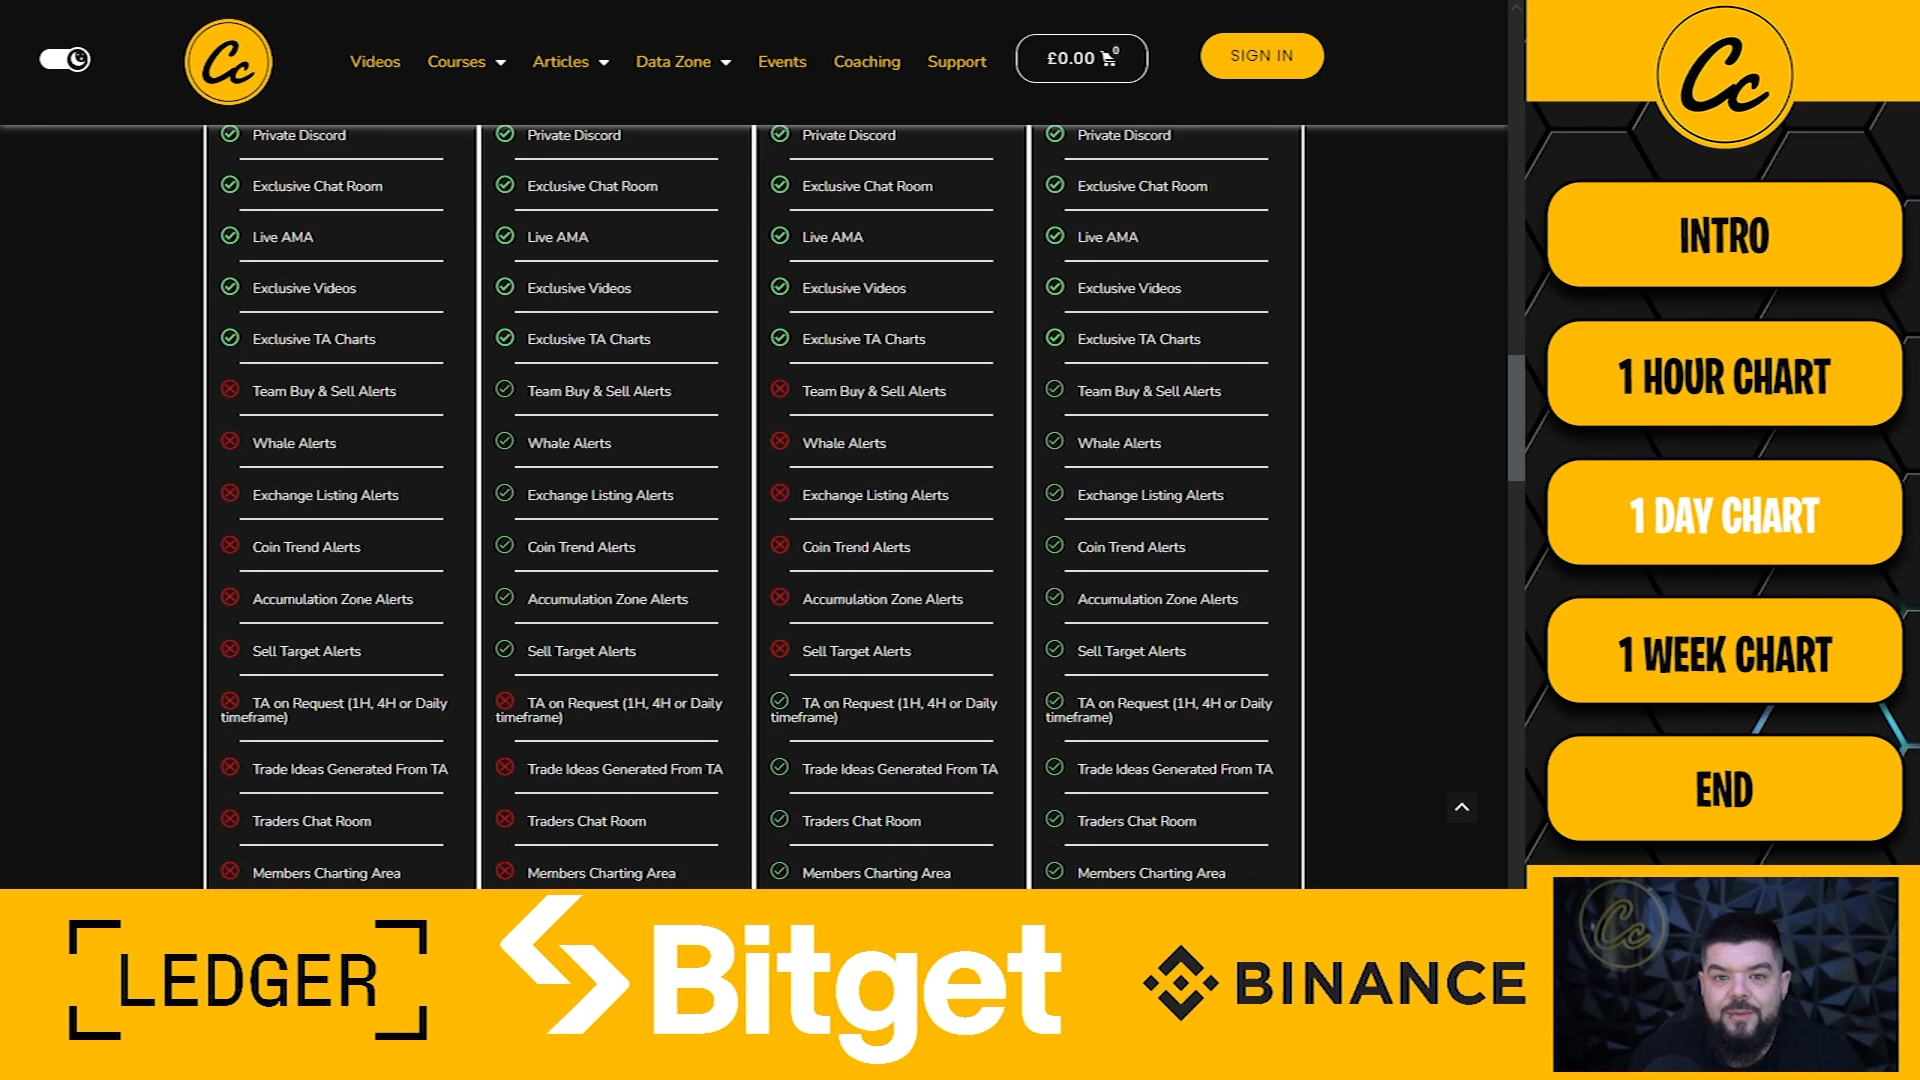 Cc
Videos
Courses
Articles
Data Zone
Events
Coaching
Support
£0.00
0
SIGN IN
Private Discord
Exclusive Chat Room
Live AMA
Exclusive Videos
Exclusive TA Charts
Team Buy & Sell Alerts
Whale Alerts
Exchange Listing Alerts
Coin Trend Alerts
Accumulation Zone Alerts
Sell Target Alerts
TA on Request (1H, 4H or Daily
timeframe)
Trade Ideas Generated From TA
Traders Chat Room
Members Charting Area
Private Discord
Exclusive Chat Room
Live AMA
Exclusive Videos
Exclusive TA Charts
Team Buy & Sell Alerts
Whale Alerts
Exchange Listing Alerts
Coin Trend Alerts
Accumulation Zone Alerts
Sell Target Alerts
TA on Request (1H, 4H or Daily
timeframe)
Trade Ideas Generated From TA
Traders Chat Room
Members Charting Area
Private Discord
Exclusive Chat Room
Live AMA
Exclusive Videos
Exclusive TA Charts
Team Buy & Sell Alerts
Whale Alerts
Exchange Listing Alerts
Coin Trend Alerts
Accumulation Zone Alerts
Sell Target Alerts
TA on Request (1H, 4H or Daily
timeframe)
Trade Ideas Generated From TA
Traders Chat Room
Members Charting Area
Private Discord
Exclusive Chat Room
Live AMA
Exclusive Videos
Exclusive TA Charts
Team Buy & Sell Alerts
Whale Alerts
Exchange Listing Alerts
Coin Trend Alerts
Accumulation Zone Alerts
Sell Target Alerts
TA on Request (1H, 4H or Daily
timeframe)
Trade Ideas Generated From TA
Traders Chat Room
Members Charting Area
Cc
INTRO
1 HOUR CHART
1 DAY CHART
1 WEEK CHART
END
LEDGER
Bitget
BINANCE
Cc